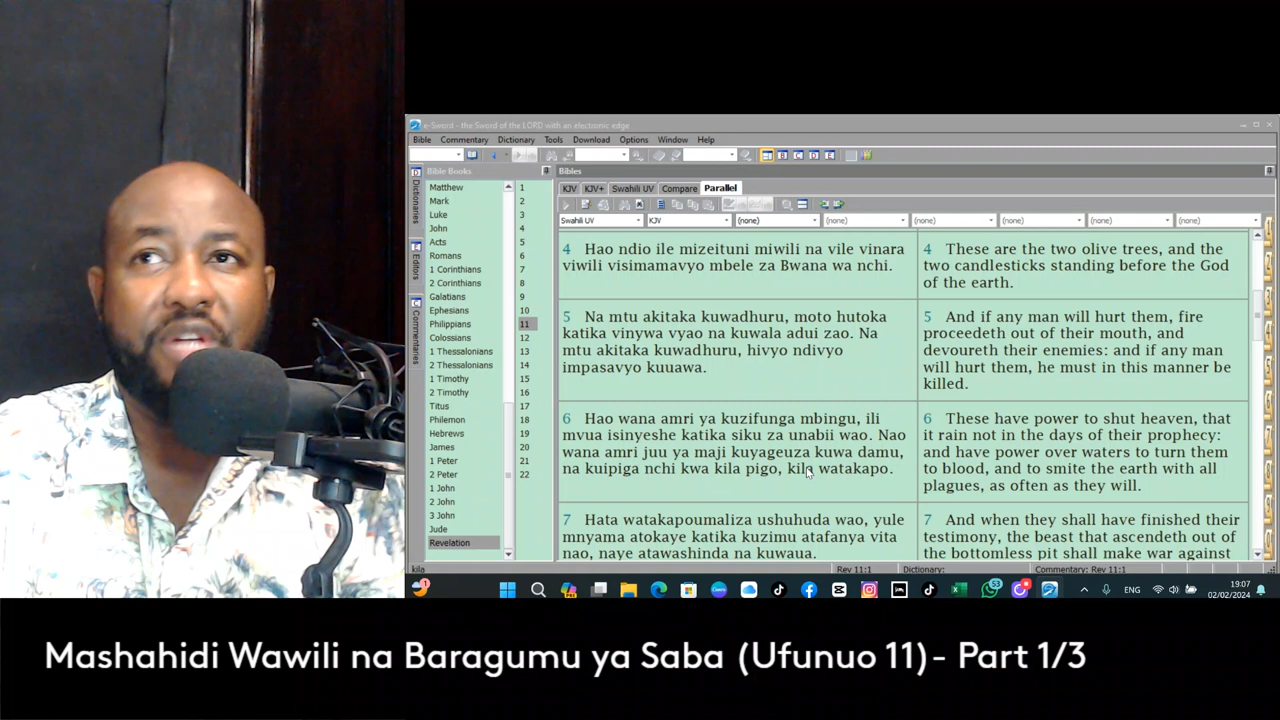 e-Sword - the Sword of the LORD with an electronic edge
Bible Commentary Dictionary Tools Download Options Window Help
Bible Books
Bibles
Dictionaries
Editors
Commentaries
Matthew
Mark
Luke
John
Acts
Romans
1 Corinthians
2 Corinthians
Galatians
Ephesians
Philippians
Colossians
1 Thessalonians
2 Thessalonians
1 Timothy
2 Timothy
Titus
Philemon
Hebrews
James
1 Peter
2 Peter
1 John
2 John
3 John
Jude
Revelation
1
2
3
4
5
6
7
8
9
10
11
12
13
14
15
16
17
18
19
20
21
22
KJV KJV+ Swahili UV Compare Parallel
Swahili UV KJV (none) (none) (none) (none) (none) (none)
4 Hao ndio ile mizeituni miwili na vile vinara
viwili visimamavyo mbele za Bwana wa nchi.
4 These are the two olive trees, and the
two candlesticks standing before the God
of the earth.
5 Na mtu akitaka kuwadhuru, moto hutoka
katika vinywa vyao na kuwala adui zao. Na
mtu akitaka kuwadhuru, hivyo ndivyo
impasavyo kuuawa.
5 And if any man will hurt them, fire
proceedeth out of their mouth, and
devoureth their enemies: and if any man
will hurt them, he must in this manner be
killed.
6 Hao wana amri ya kuzifunga mbingu, ili
mvua isinyeshe katika siku za unabii wao. Nao
wana amri juu ya maji kuyageuza kuwa damu,
na kuipiga nchi kwa kila pigo, kila watakapo.
6 These have power to shut heaven, that
it rain not in the days of their prophecy:
and have power over waters to turn them
to blood, and to smite the earth with all
plagues, as often as they will.
7 Hata watakapoumaliza ushuhuda wao, yule
mnyama atokaye katika kuzimu atafanya vita
nao, naye atawashinda na kuwaua.
7 And when they shall have finished their
testimony, the beast that ascendeth out of
the bottomless pit shall make war against
kila
Rev 11:1 Dictionary: Commentary: Rev 11:1
1
53
ENG
19:07
02/02/2024
Mashahidi Wawili na Baragumu ya Saba (Ufunuo 11)- Part 1/3